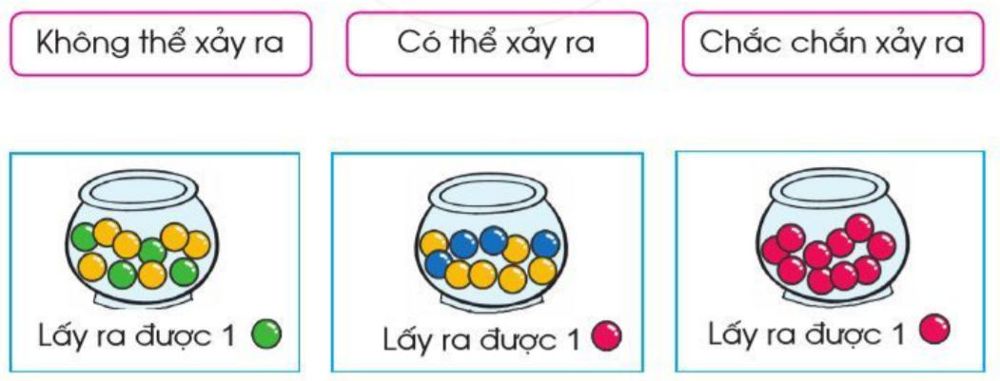 Không thể xảy ra
Có thể xảy ra
Chắc chắn xảy ra
Lấy ra được 1
Lấy ra được 1
Lấy ra được 1